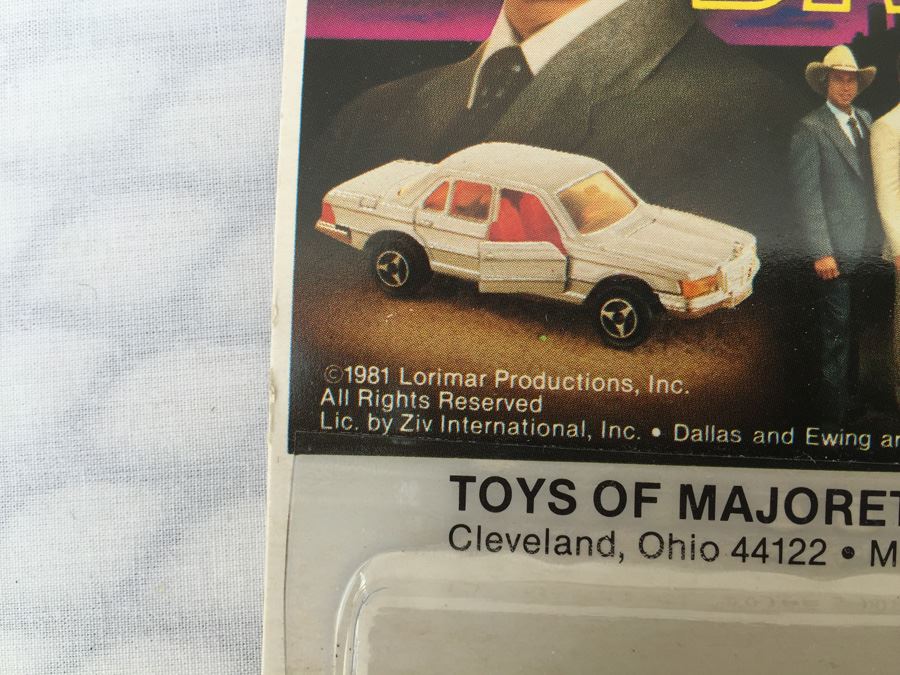 ©1981 Lorimar Productions, Inc.
All Rights Reserved
Lic. by Ziv International, Inc. • Dallas and Ewing
TOYS OF
Cleveland, Ohio 44122 •